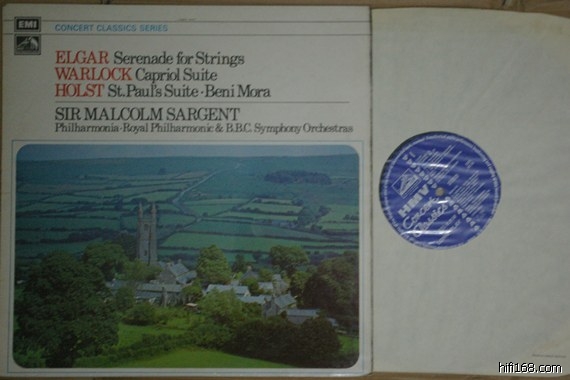 EMI
CONCERT CLASSICS SERIES
ELGAR Serenade for Strings
WARLOCK Capriol Suite
HOLST St. Paul's Suite · Beni Mora
SIR MALCOLM SARGENT
Philharmonia · Royal Philharmonic & B.B.C. Symphony Orchestras
HMV
hifi168.com